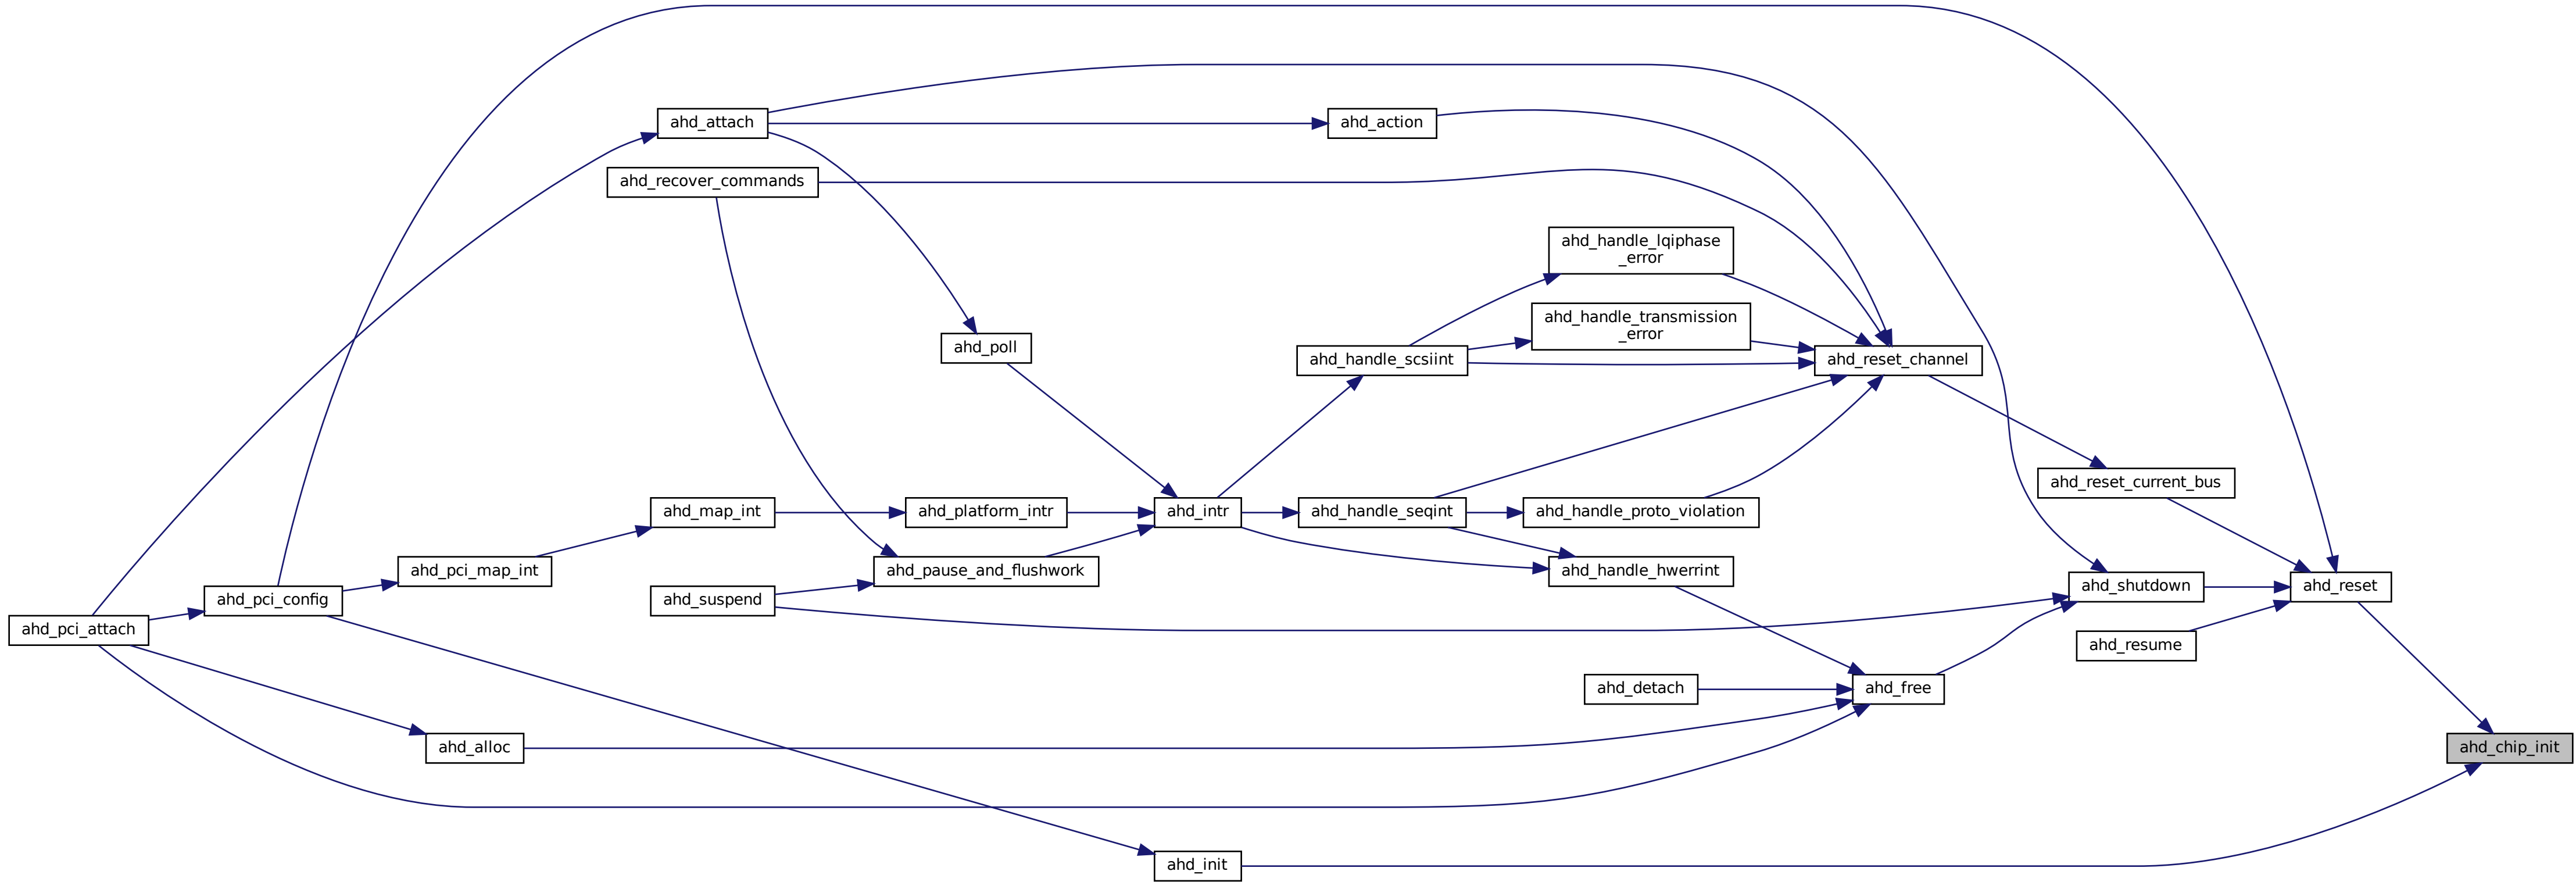 ahd_attach
ahd_action
ahd_recover_commands
ahd_handle_lqiphase
_error
ahd_handle_transmission
_error
ahd_poll
ahd_handle_scsiint
ahd_reset_channel
ahd_reset_current_bus
ahd_map_int
ahd_platform_intr
ahd_intr
ahd_handle_seqint
ahd_handle_proto_violation
ahd_pci_map_int
ahd_pause_and_flushwork
ahd_handle_hwerrint
ahd_shutdown
ahd_reset
ahd_pci_config
ahd_suspend
ahd_pci_attach
ahd_resume
ahd_detach
ahd_free
ahd_alloc
ahd_chip_init
ahd_init